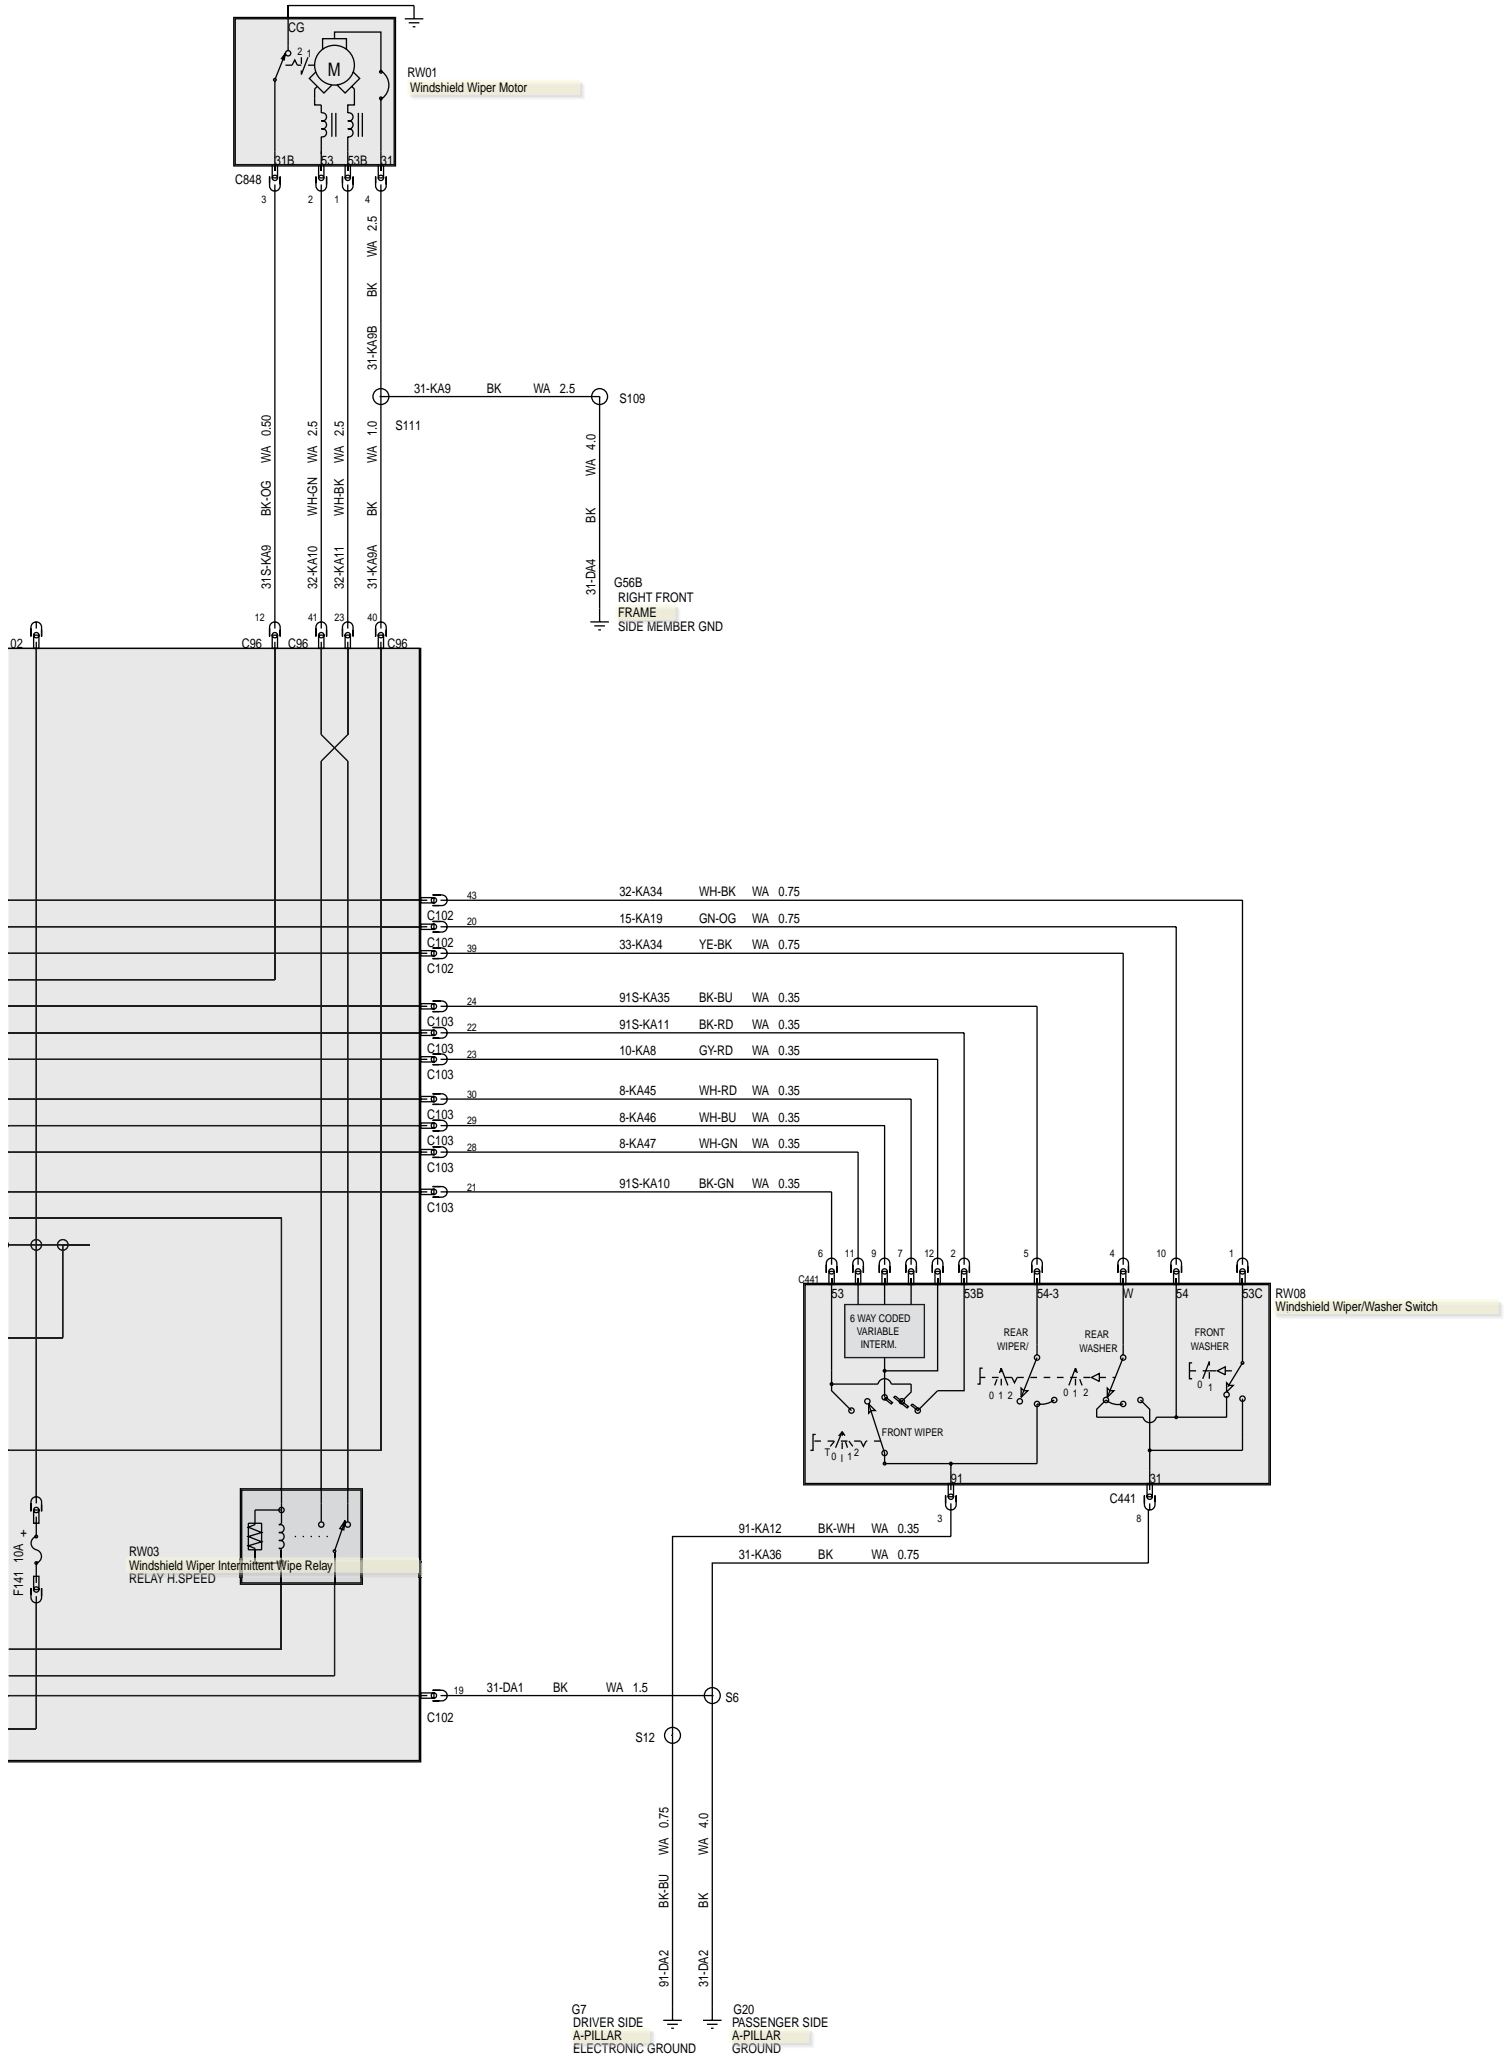 CG
2 1
M
RW01
Windshield Wiper Motor
31B 53 53B 31
C848
3 2 1 4
31-KA9B BK WA 2.5
31-KA9 BK WA 2.5
S109
S111
31S-KA9 BK-OG WA 0.50
32-KA10 WH-GN WA 2.5
32-KA11 WH-BK WA 2.5
31-KA9A BK WA 1.0
31-DA4 BK WA 4.0
G56B
RIGHT FRONT
FRAME
SIDE MEMBER GND
12 41 23 40
02 C96 C96 C96
43 32-KA34 WH-BK WA 0.75
C102
20 15-KA19 GN-OG WA 0.75
C102
39 33-KA34 YE-BK WA 0.75
C102
24 91S-KA35 BK-BU WA 0.35
C103
22 91S-KA11 BK-RD WA 0.35
C103
23 10-KA8 GY-RD WA 0.35
C103
30 8-KA45 WH-RD WA 0.35
C103
29 8-KA46 WH-BU WA 0.35
C103
28 8-KA47 WH-GN WA 0.35
C103
21 91S-KA10 BK-GN WA 0.35
C103
6 11 9 7 12 2 5 4 10 1
C441
53 53B 54-3 W 54 53C
RW08
Windshield Wiper/Washer Switch
6 WAY CODED
VARIABLE
INTERM.
REAR
WIPER/
REAR
WASHER
FRONT
WASHER
0 1 2
0 1 2
0 1
FRONT WIPER
T 0 I 1 2
91 31
C441
3 8
91-KA12 BK-WH WA 0.35
31-KA36 BK WA 0.75
F141 10A +
RW03
Windshield Wiper Intermittent Wipe Relay
RELAY H.SPEED
19 31-DA1 BK WA 1.5
S6
C102
S12
91-DA2 BK-BU WA 0.75
31-DA2 BK WA 4.0
G7
DRIVER SIDE
A-PILLAR
ELECTRONIC GROUND
G20
PASSENGER SIDE
A-PILLAR
GROUND